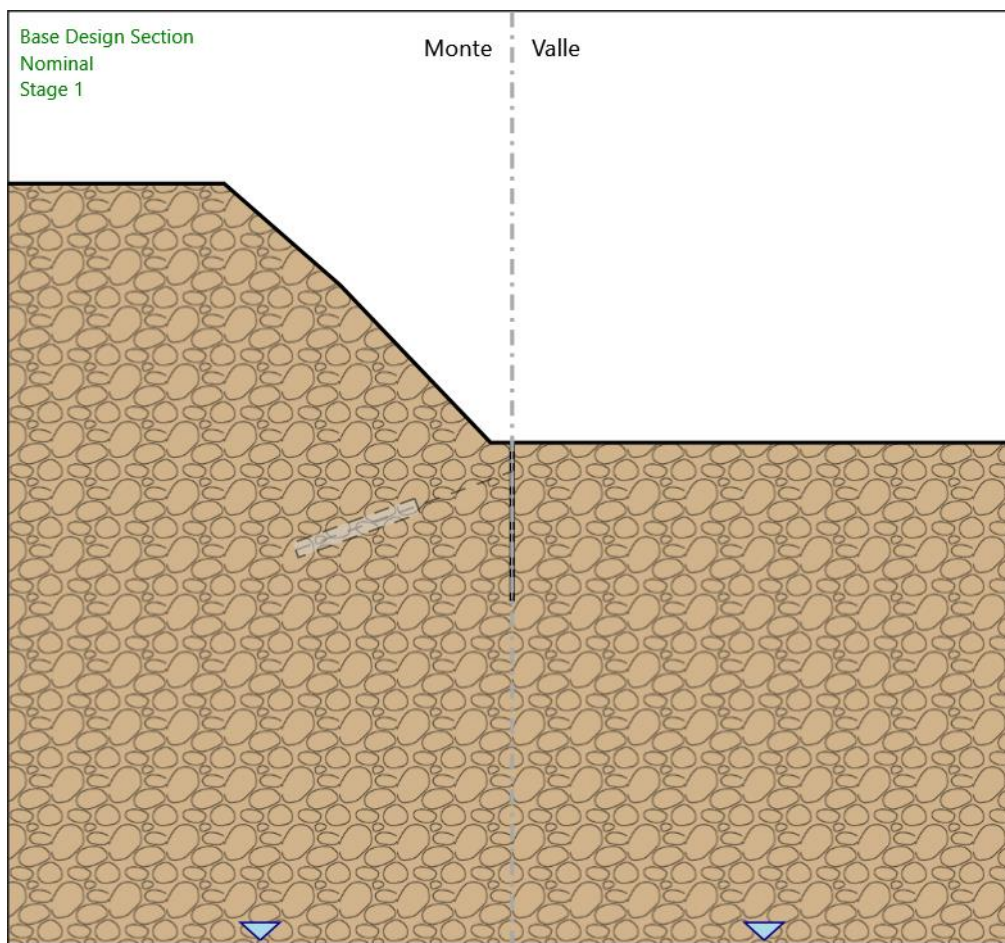 Base Design Section
Nominal
Stage 1
Monte
Valle